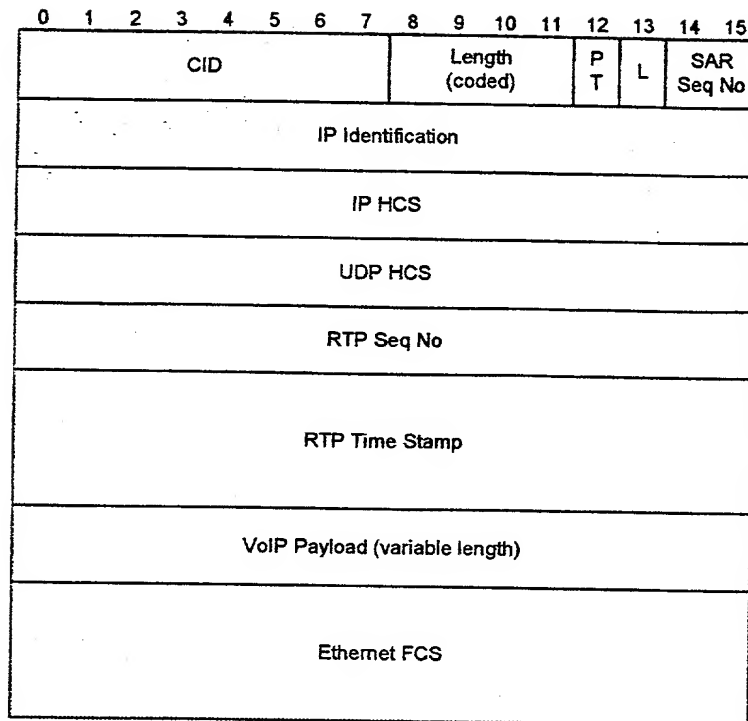 0 1 2 3 4 5 6 7 8 9 10 11 12 13 14 15
CID
Length
(coded)
P
T
L
SAR
Seq No
IP Identification
IP HCS
UDP HCS
RTP Seq No
RTP Time Stamp
VoIP Payload (variable length)
Ethernet FCS